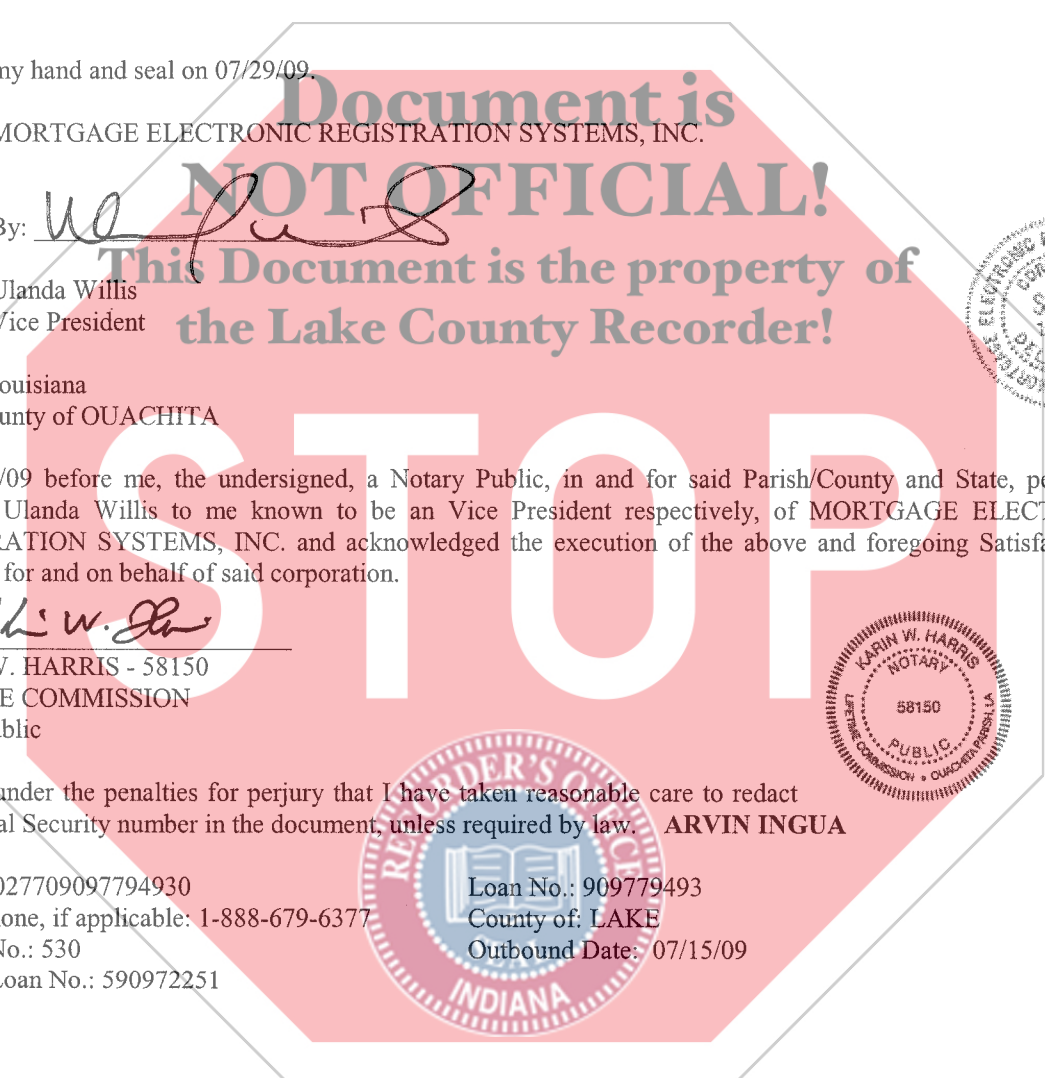 my hand and seal on 07/29/09.
Document is
MORTGAGE ELECTRONIC REGISTRATION SYSTEMS, INC.
NOT OFFICIAL!
By:
This Document is the property of
Ulanda Willis
Vice President
the Lake County Recorder!
ouisiana
unty of OUACHITA
STOP
/09 before me, the undersigned, a Notary Public, in and for said Parish/County and State, pe
Ulanda Willis to me known to be an Vice President respectively, of MORTGAGE ELECT
RATION SYSTEMS, INC. and acknowledged the execution of the above and foregoing Satisfa
for and on behalf of said corporation.
W. HARRIS - 58150
E COMMISSION
ublic
KARIN W. HARRIS
NOTARY
58150
PUBLIC
LIFETIME COMMISSION • OUACHITA PARISH, LA
under the penalties for perjury that I have taken reasonable care to redact
al Security number in the document, unless required by law. ARVIN INGUA
RECORDER'S OFFICE
SEAL
INDIANA
027709097794930
Loan No.: 909779493
one, if applicable: 1-888-679-6377
County of: LAKE
No.: 530
Outbound Date: 07/15/09
Loan No.: 590972251